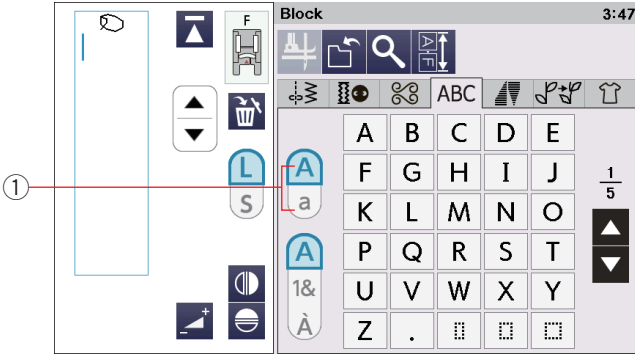 Block 3:47
F
ABC
A B C D E
L A F G H I J 1/5
① S a K L M N O
A P Q R S T
1& U V W X Y
À Z .